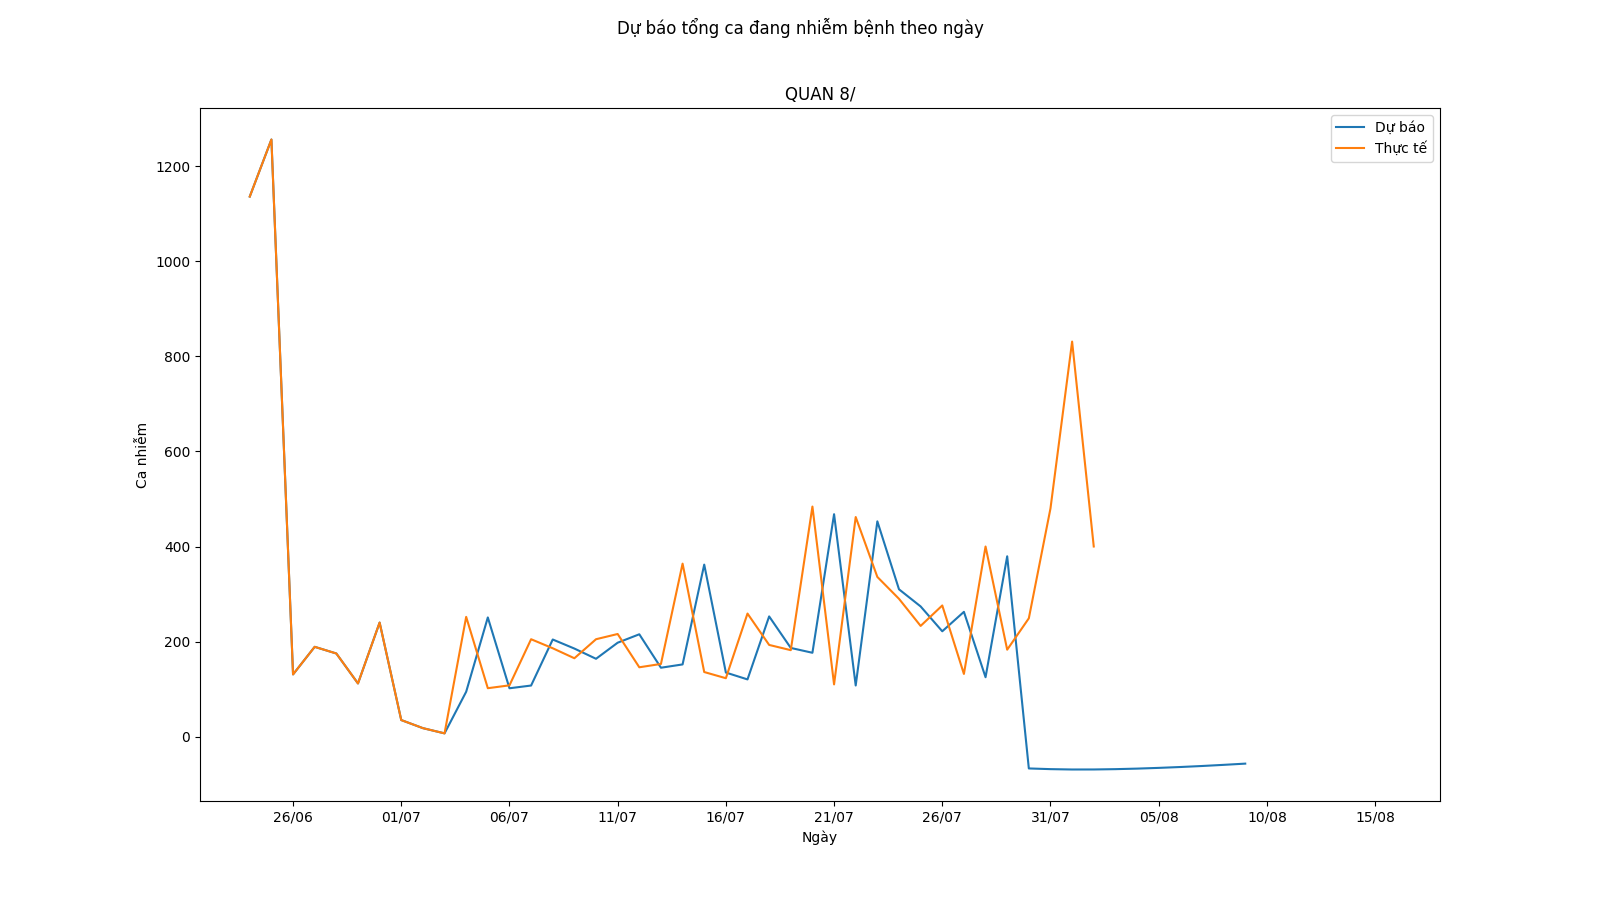 Dự báo tổng ca đang nhiễm bệnh theo ngày
QUAN 8/
Dự báo
Thực tế
1200
1000
800
600
400
200
0
Ca nhiễm
26/06 01/07 06/07 11/07 16/07 21/07 26/07 31/07 05/08 10/08 15/08
Ngày